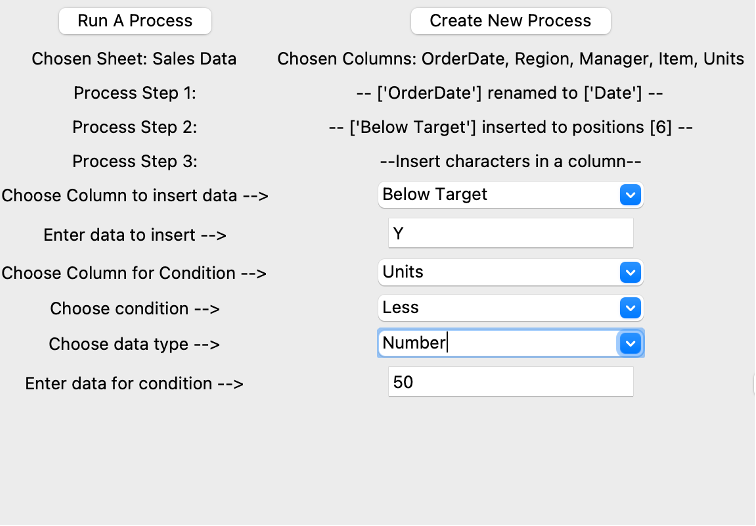 Run A Process Create New Process
Chosen Sheet: Sales Data Chosen Columns: OrderDate, Region, Manager, Item, Units
Process Step 1: -- ['OrderDate'] renamed to ['Date'] --
Process Step 2: -- ['Below Target'] inserted to positions [6] --
Process Step 3: --Insert characters in a column--
Choose Column to insert data --> Below Target
Enter data to insert --> Y
Choose Column for Condition --> Units
Choose condition --> Less
Choose data type --> Number
Enter data for condition --> 50